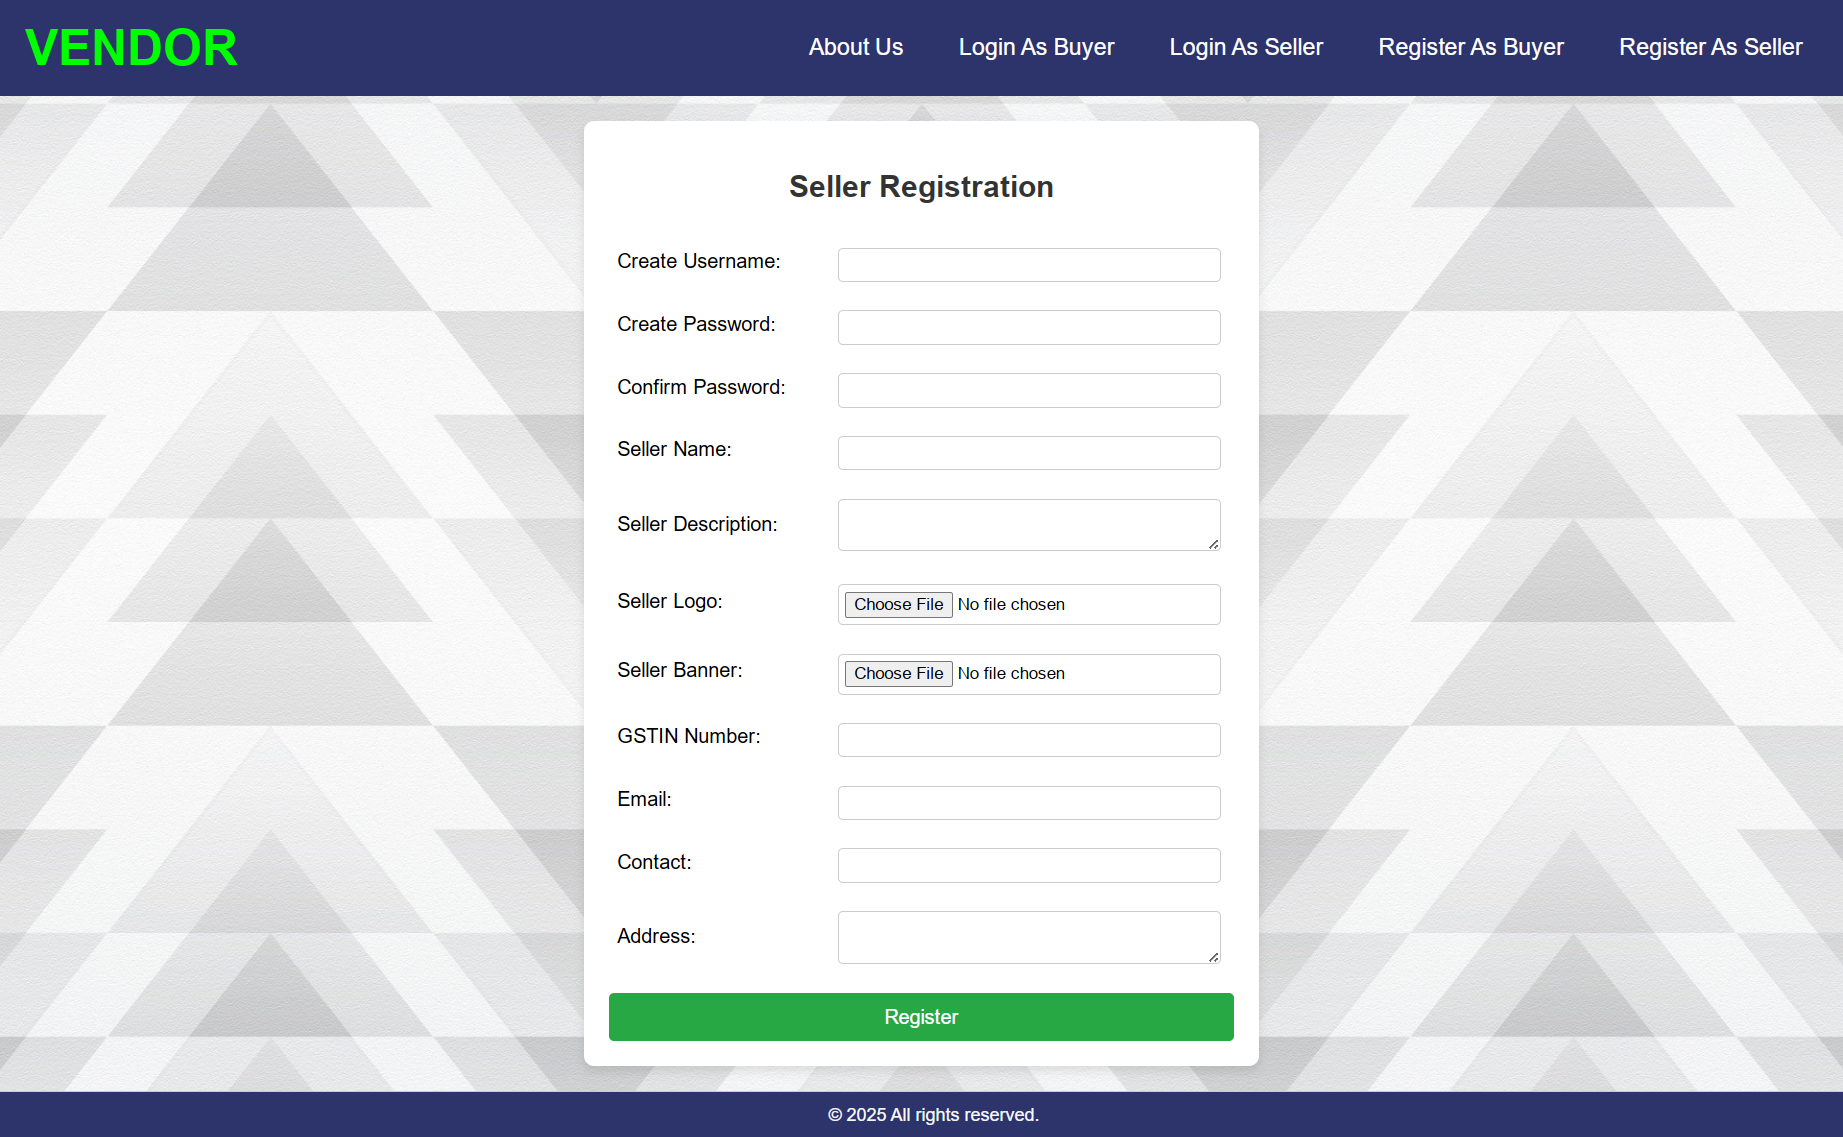 VENDOR
About Us
Login As Buyer
Login As Seller
Register As Buyer
Register As Seller
Seller Registration
Create Username:
Create Password:
Confirm Password:
Seller Name:
Seller Description:
Seller Logo:
Choose File No file chosen
Seller Banner:
Choose File No file chosen
GSTIN Number:
Email:
Contact:
Address:
Register
© 2025 All rights reserved.